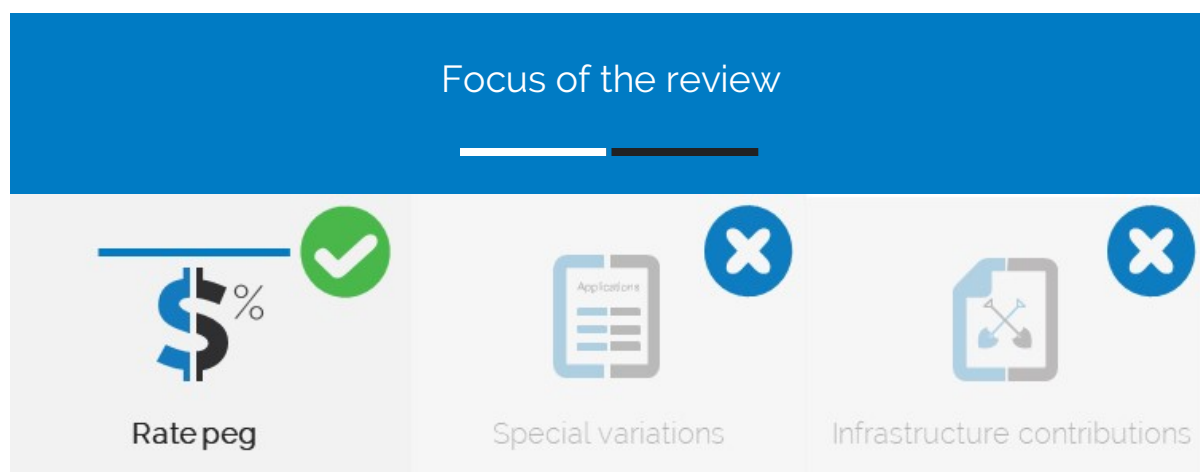 Focus of the review
$%
Applications
Rate peg
Special variations
Infrastructure contributions